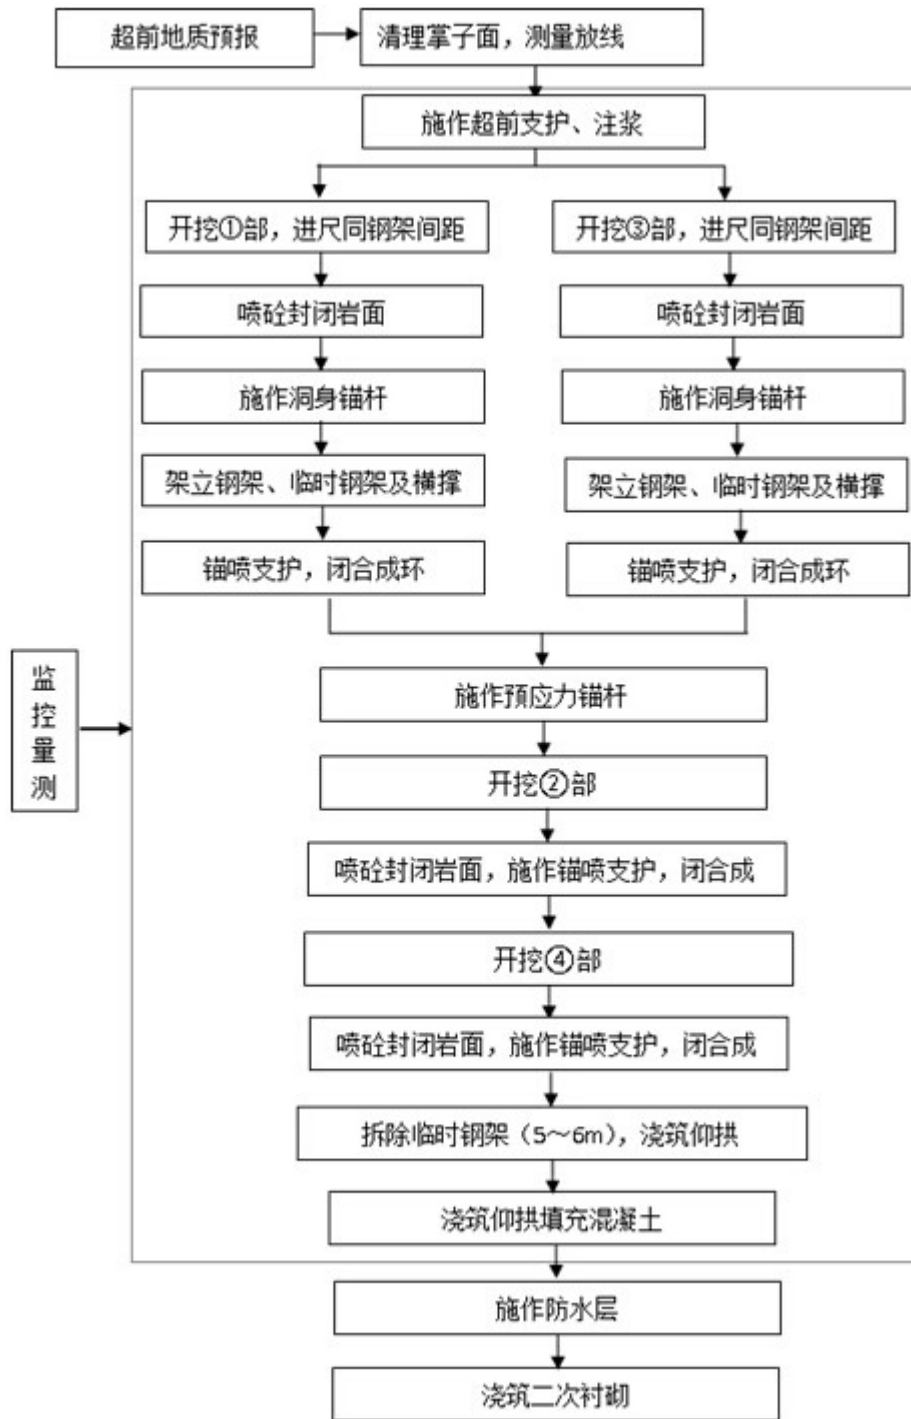 超前地质预报
清理掌子面，测量放线
施作超前支护、注浆
开挖①部，进尺同钢架间距
开挖③部，进尺同钢架间距
喷砼封闭岩面
喷砼封闭岩面
施作洞身锚杆
施作洞身锚杆
架立钢架、临时钢架及横撑
架立钢架、临时钢架及横撑
锚喷支护，闭合成环
锚喷支护，闭合成环
监
控
量
测
施作预应力锚杆
开挖②部
喷砼封闭岩面，施作锚喷支护，闭合成
开挖④部
喷砼封闭岩面，施作锚喷支护，闭合成
拆除临时钢架（5～6m），浇筑仰拱
浇筑仰拱填充混凝土
施作防水层
浇筑二次衬砌